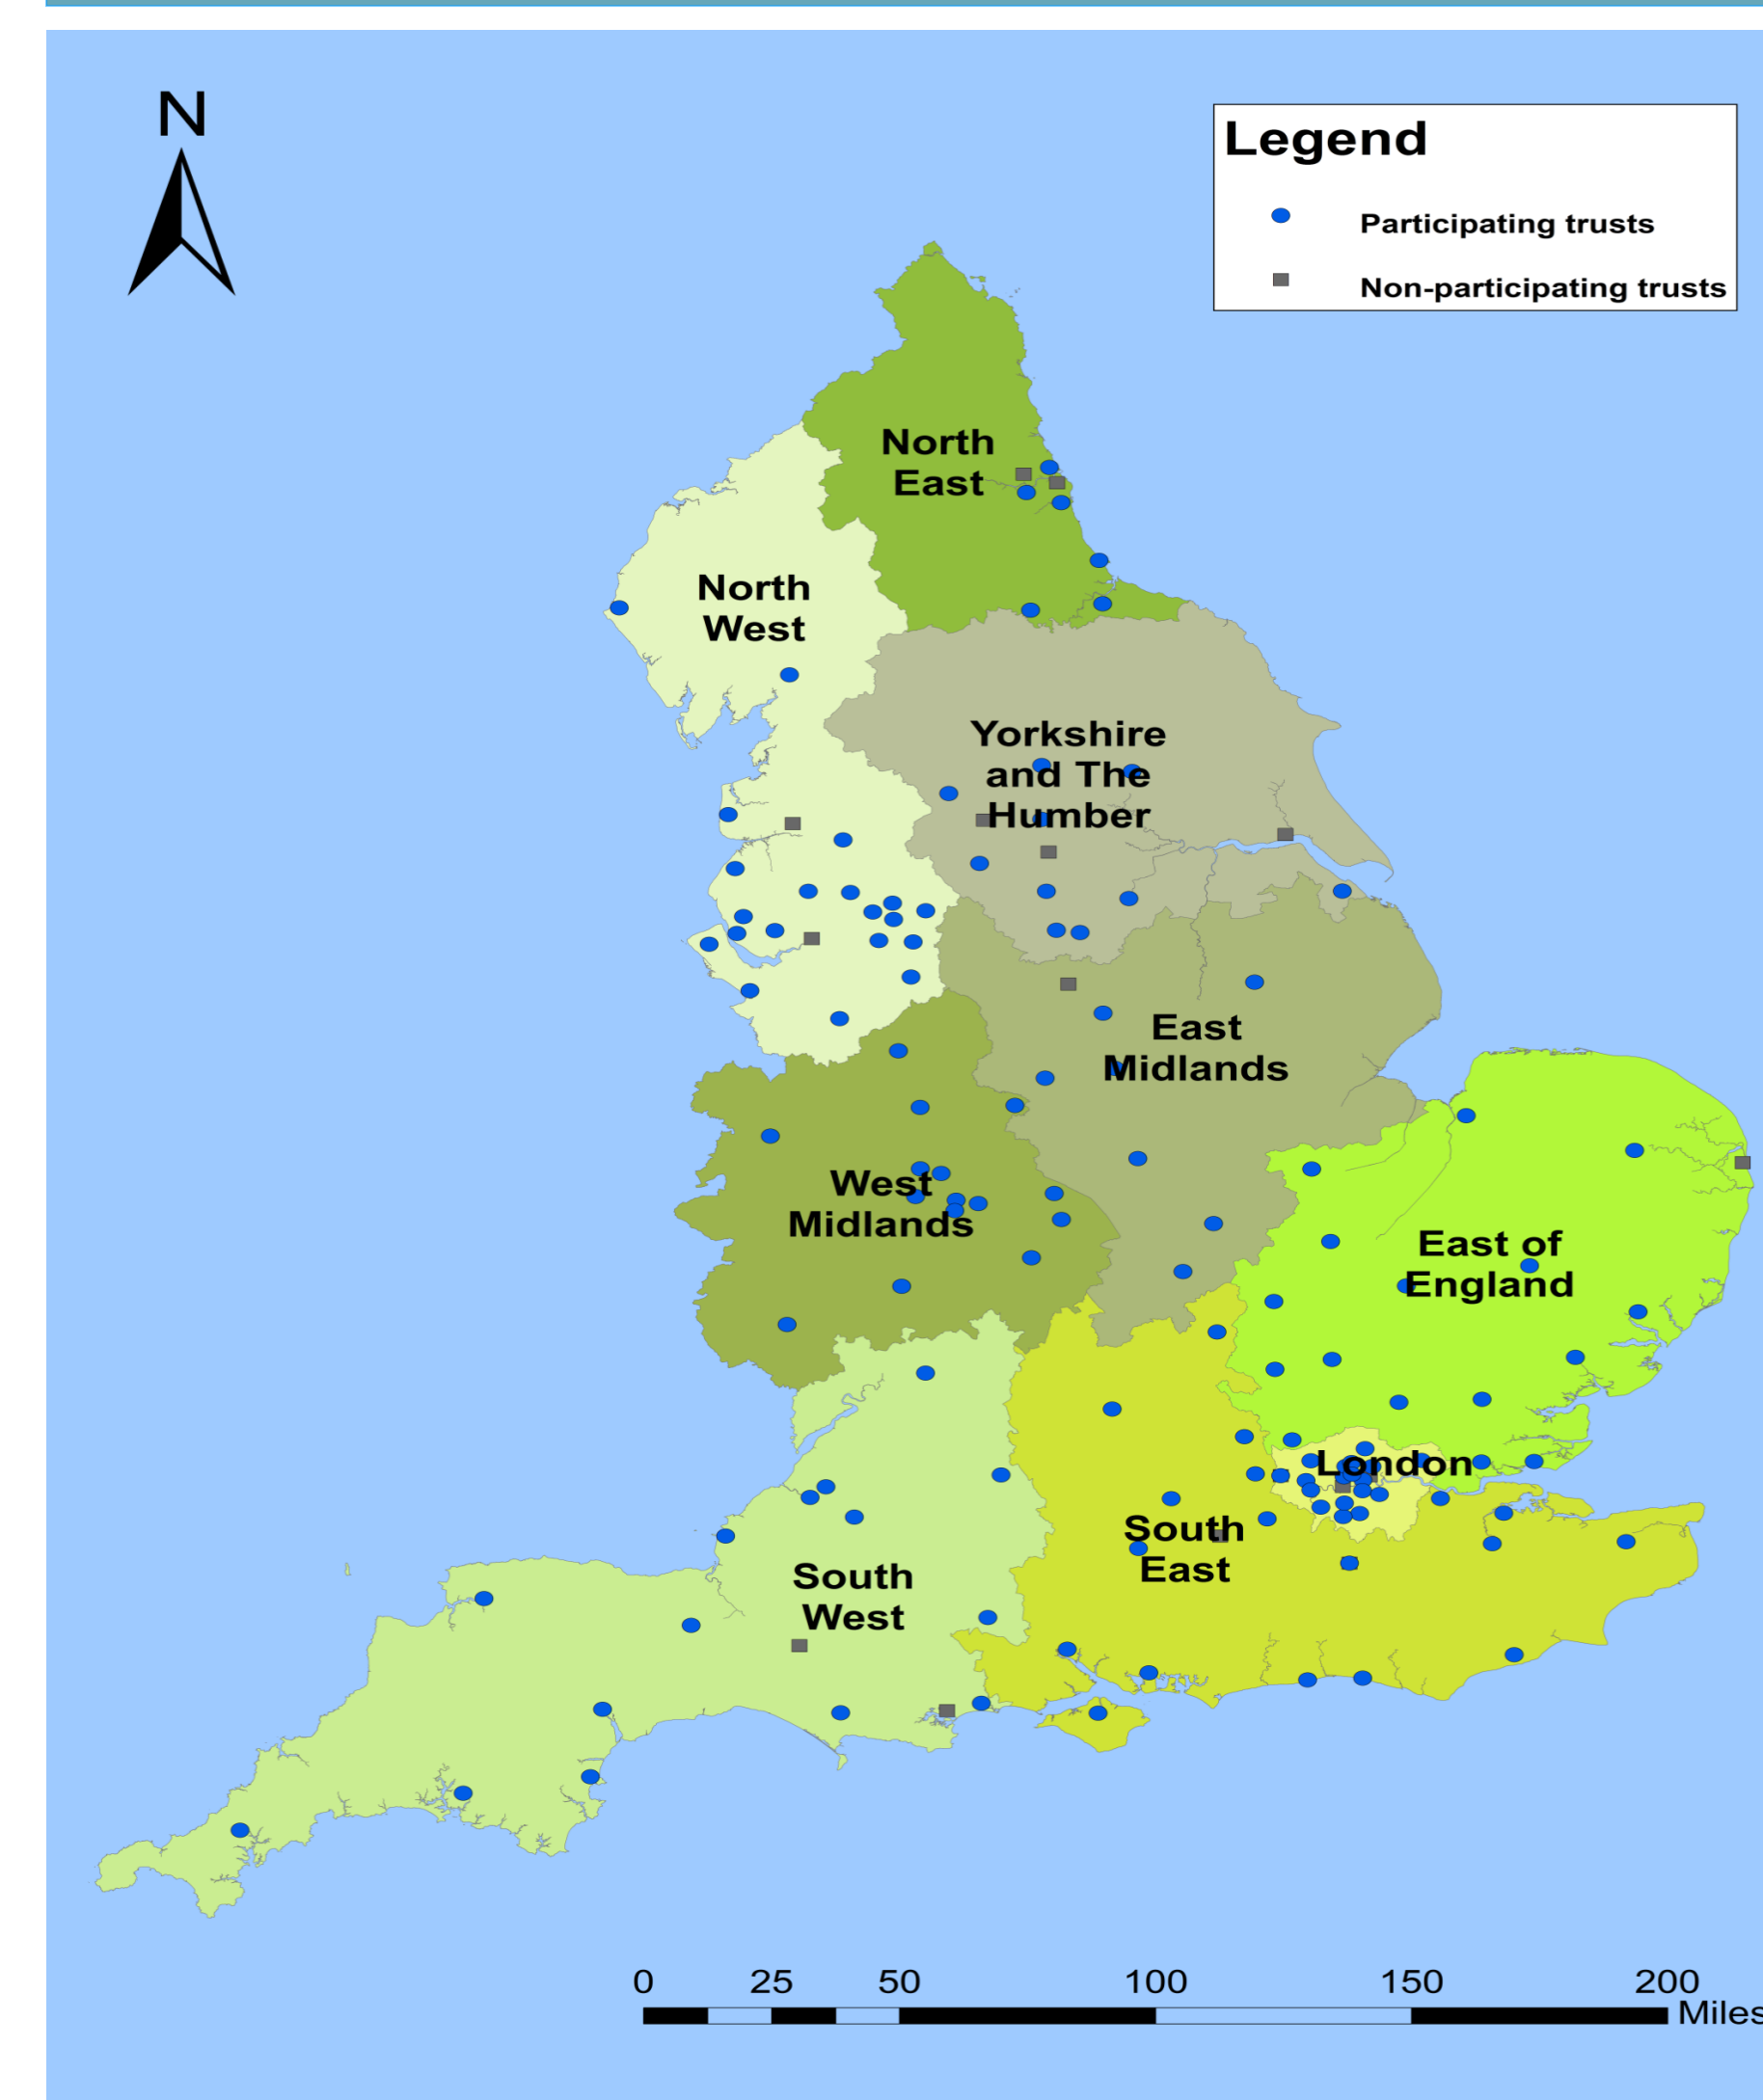 N
Legend
Participating trusts
Non-participating trusts
North
East
North
West
Yorkshire
and The
Humber
East
Midlands
West
Midlands
East of
England
London
South
East
South
West
0 25 50 100 150 200
Miles